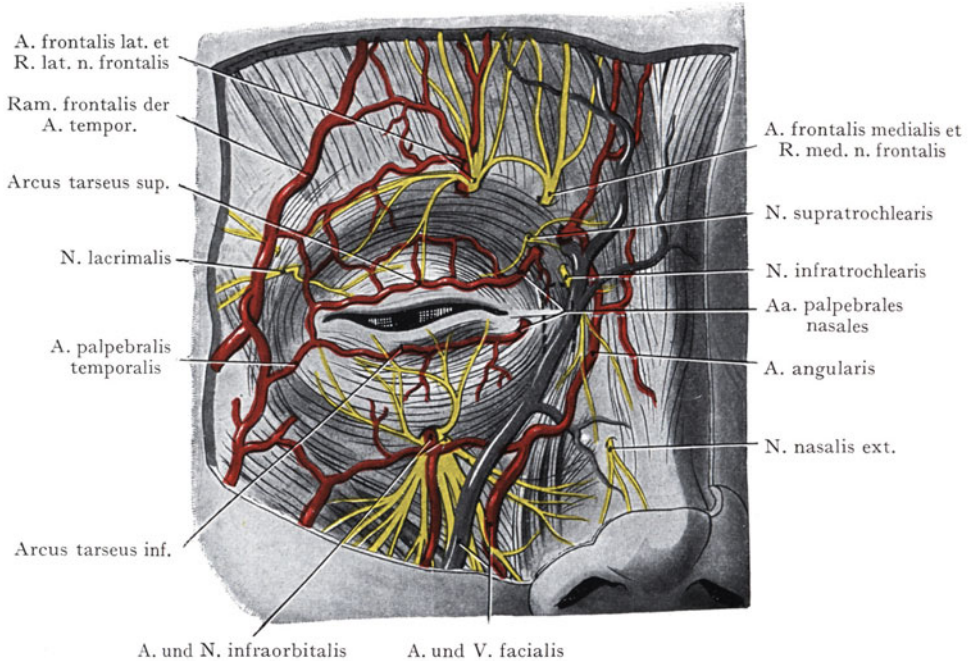 A. frontalis lat. et
R. lat. n. frontalis
Ram. frontalis der
A. tempor.
Arcus tarseus sup.
N. lacrimalis
A. palpebralis
temporalis
Arcus tarseus inf.
A. und N. infraorbitalis
A. und V. facialis
A. frontalis medialis et
R. med. n. frontalis
N. supratrochlearis
N. infratrochlearis
Aa. palpebrales
nasales
A. angularis
N. nasalis ext.